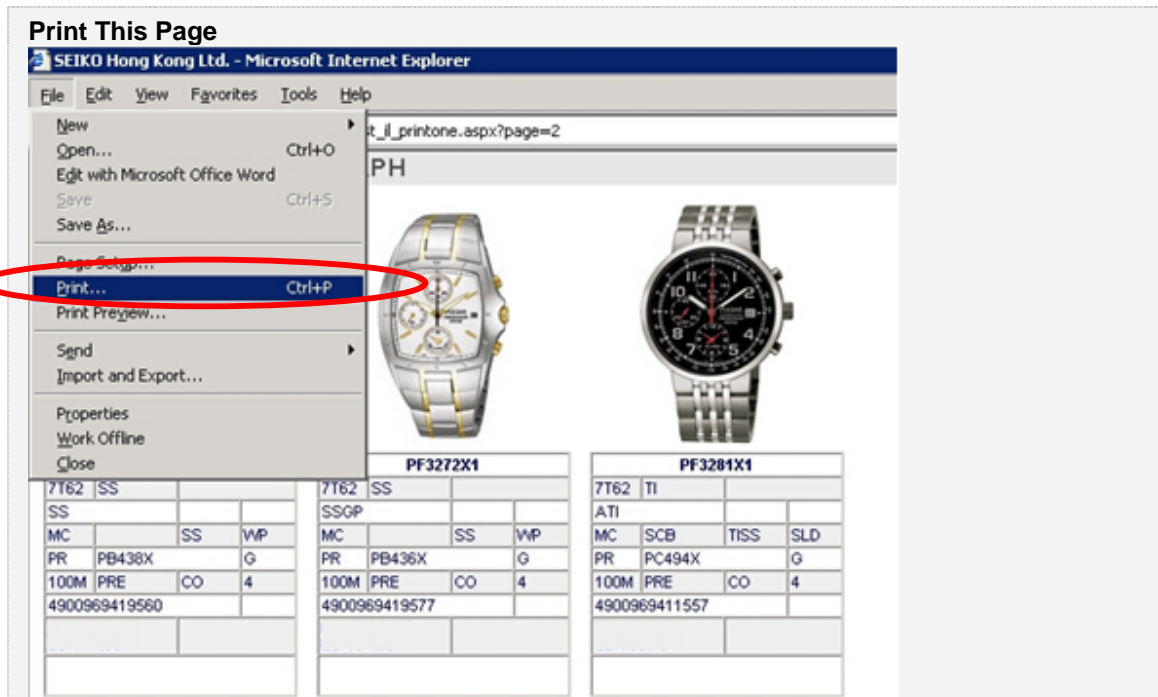 Print This Page
SEIKO Hong Kong Ltd. - Microsoft Internet Explorer
File Edit View Favorites Tools Help
New
t_il_printone.aspx?page=2
Open... Ctrl+O
PH
Edit with Microsoft Office Word
Save Ctrl+S
Save As...
Page Setup...
Print... Ctrl+P
Print Preview...
Send
Import and Export...
Properties
Work Offline
Close
PF3272X1 PF3281X1
7T62 SS 7T62 SS 7T62 TI
SS SSGP ATI
MC SS WP MC SS WP MC SCB TISS SLD
PR PB438X G PR PB436X G PR PC494X G
100M PRE CO 4 100M PRE CO 4 100M PRE CO 4
4900969419560 4900969419577 4900969411557